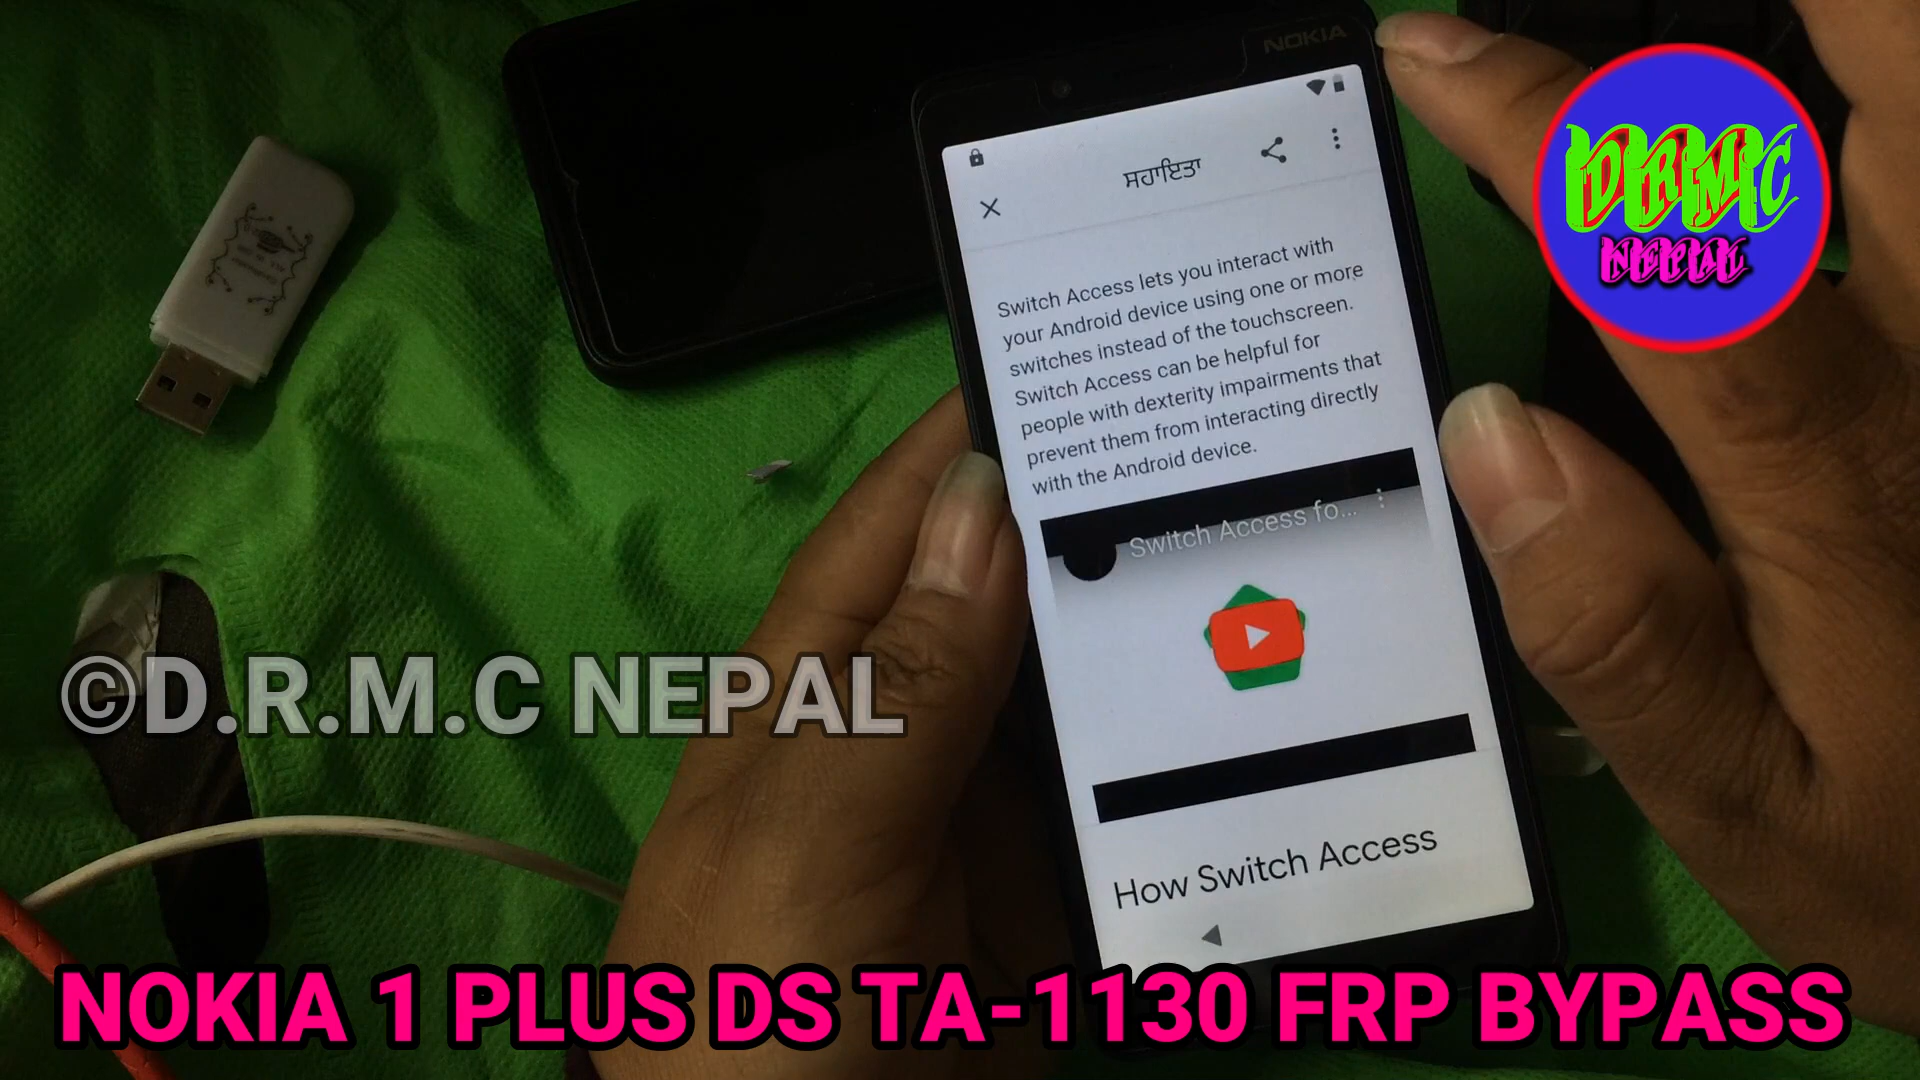 NOKIA
ਸਹਾਇਤਾ
Switch Access lets you interact with
your Android device using one or more
switches instead of the touchscreen.
Switch Access can be helpful for
people with dexterity impairments that
prevent them from interacting directly
with the Android device.
Switch Access fo...
How Switch Access
DRMC
NEPAL
©D.R.M.C NEPAL
NOKIA 1 PLUS DS TA-1130 FRP BYPASS